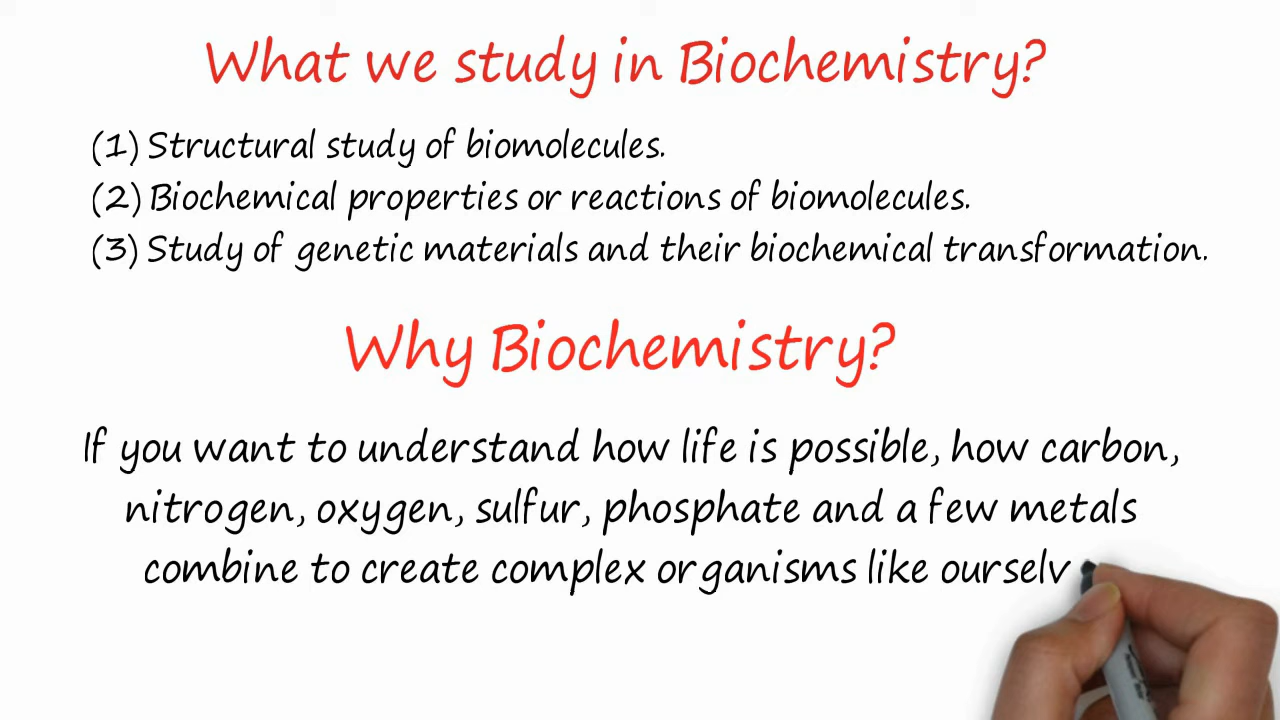 What we study in Biochemistry?
(1) Structural study of biomolecules.
(2) Biochemical properties or reactions of biomolecules.
(3) Study of genetic materials and their biochemical transformation.
Why Biochemistry?
If you want to understand how life is possible, how carbon,
nitrogen, oxygen, sulfur, phosphate and a few metals
combine to create complex organisms like ourselv